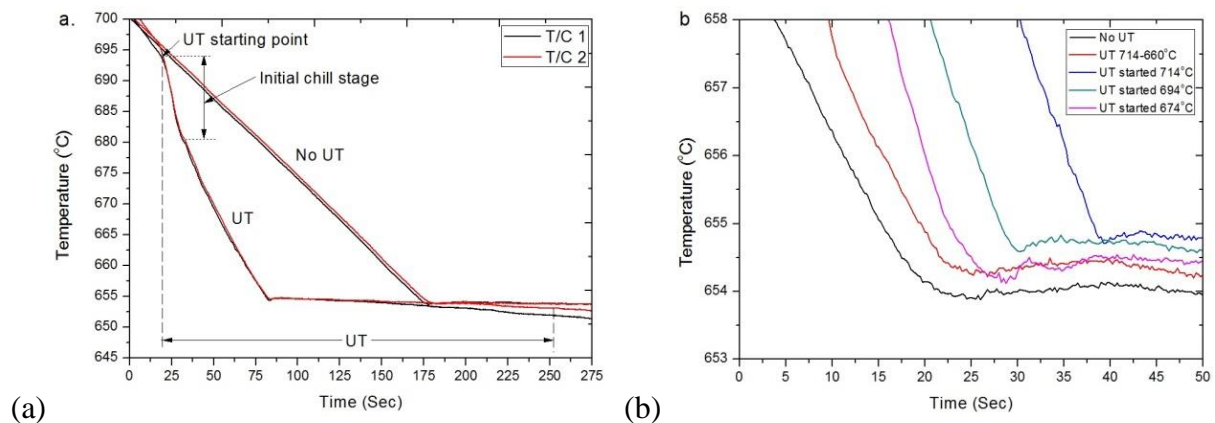 a.
700
695
690
685
680
675
670
665
660
655
650
645
Temperature (°C)
UT starting point
Initial chill stage
No UT
UT
UT
T/C 1
T/C 2
0 25 50 75 100 125 150 175 200 225 250 275
Time (Sec)
(a)
b
658
657
656
655
654
653
Temperature (°C)
No UT
UT 714-660°C
UT started 714°C
UT started 694°C
UT started 674°C
0 5 10 15 20 25 30 35 40 45 50
Time (Sec)
(b)